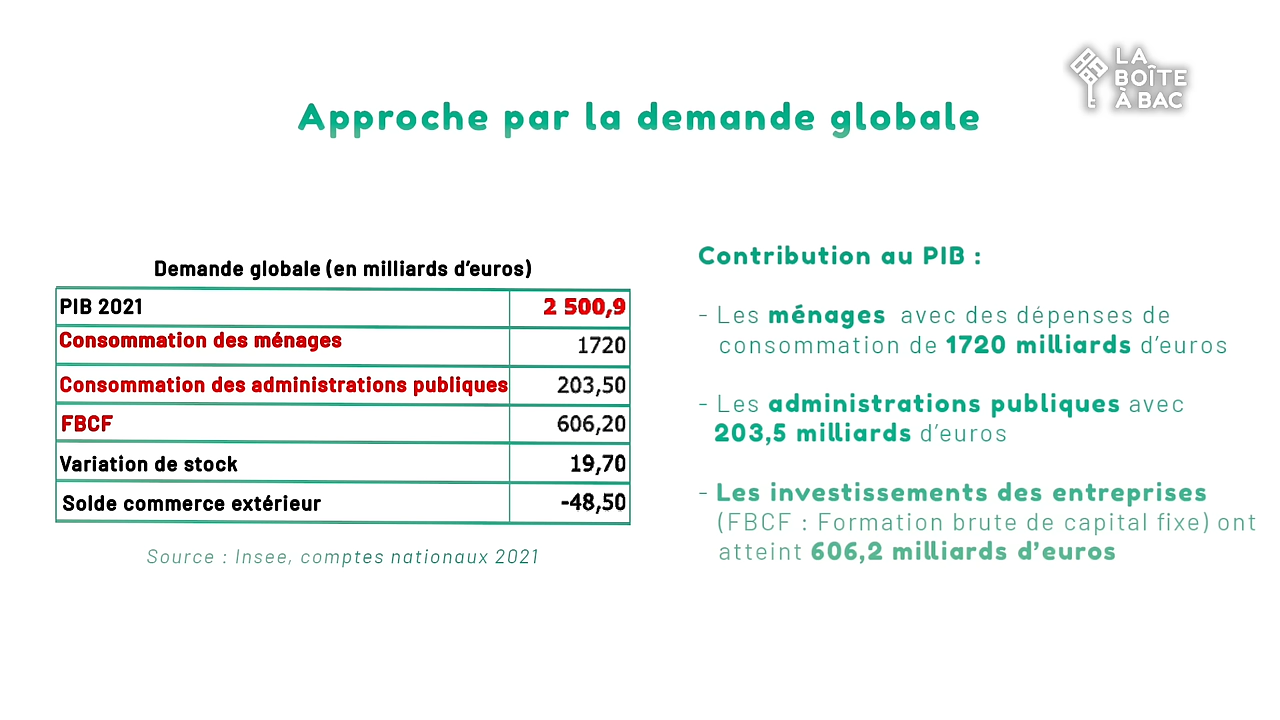 LA
BOÎTE
À BAC
Approche par la demande globale
Demande globale (en milliards d'euros)
PIB 2021 2 500,9
Consommation des ménages 1720
Consommation des administrations publiques 203,50
FBCF 606,20
Variation de stock 19,70
Solde commerce extérieur -48,50
Source : Insee, comptes nationaux 2021
Contribution au PIB :
- Les ménages avec des dépenses de
consommation de 1720 milliards d'euros
- Les administrations publiques avec
203,5 milliards d'euros
- Les investissements des entreprises
(FBCF : Formation brute de capital fixe) ont
atteint 606,2 milliards d'euros